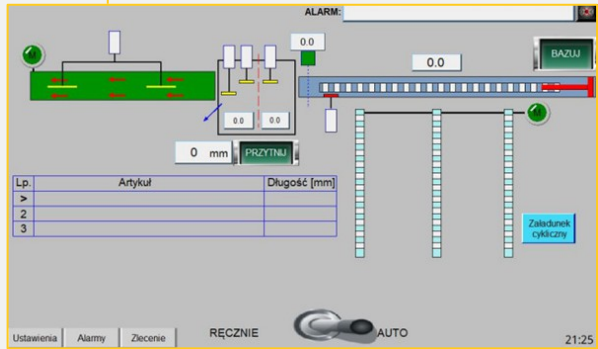 ALARM:
M
0.0
0.0
BAZUJ
0.0 0.0
M
0 mm PRZYTNIJ
Lp. Artykuł Długość [mm]
>
2
3
Załadunek
cykliczny
RĘCZNIE AUTO
Ustawienia Alarmy Zlecenie 21:25